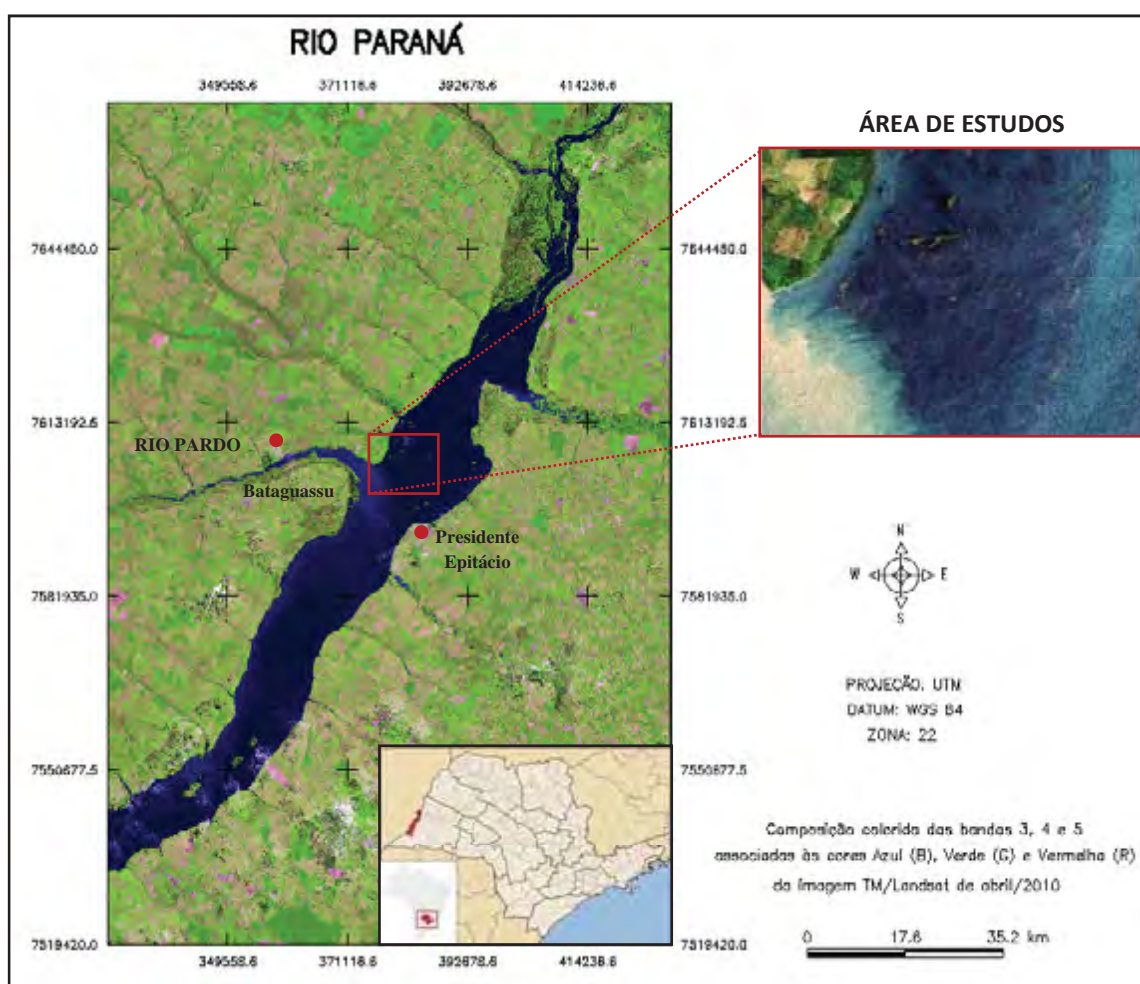 RIO PARANÁ
349558.6 371118.6 392678.6 414238.6
ÁREA DE ESTUDOS
7644480.0 7644480.0
7613192.5 7613192.5
RIO PARDO
Bataguassu
Presidente
Epitácio
N
W E
S
7581935.0 7581935.0
PROJEÇÃO: UTM
DATUM: WGS 84
ZONA: 22
7550677.5 7550677.5
Composição colorida das bandas 3, 4 e 5
associadas às cores Azul (B), Verde (G) e Vermelha (R)
da imagem TM/Landsat de abril/2010
0 17.6 35.2 km
7519420.0 7519420.0
349558.6 371118.6 392678.6 414238.6